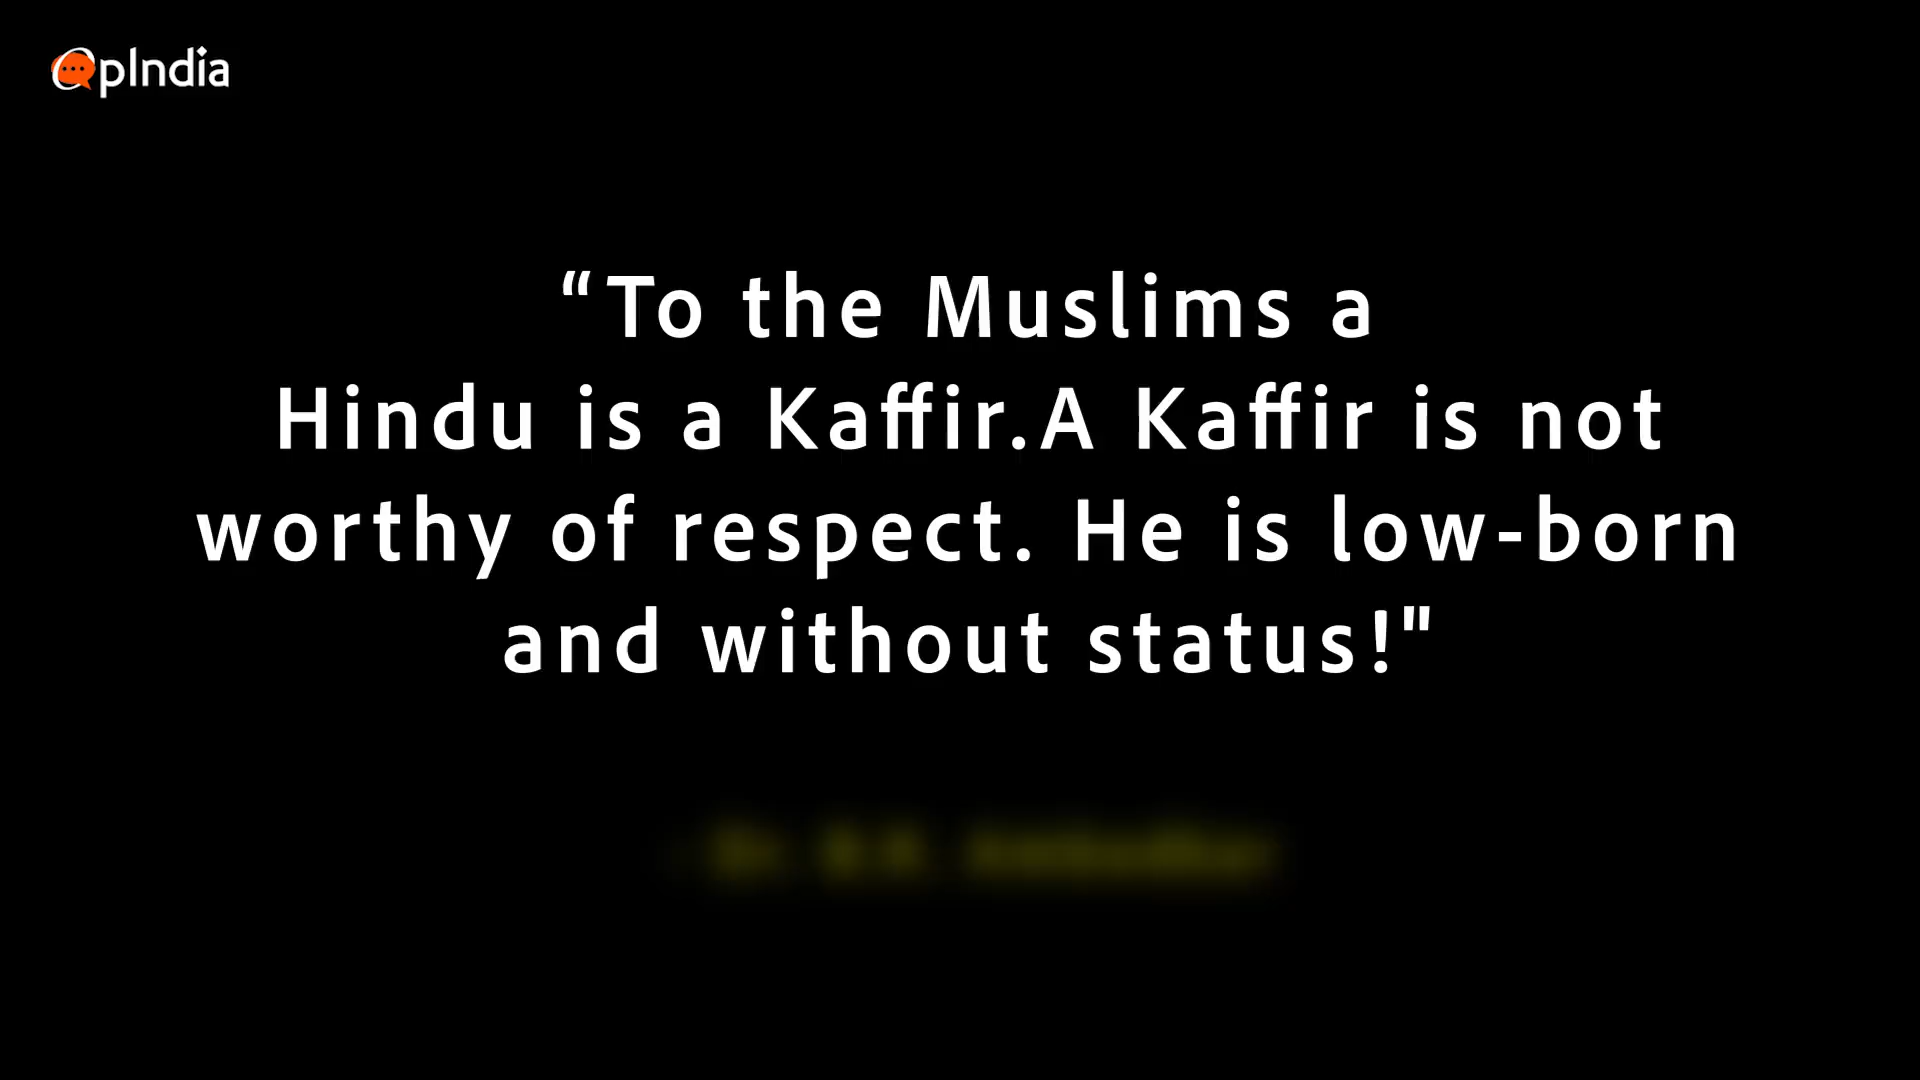 OpIndia
“To the Muslims a
Hindu is a Kaffir.A Kaffir is not
worthy of respect. He is low-born
and without status!"